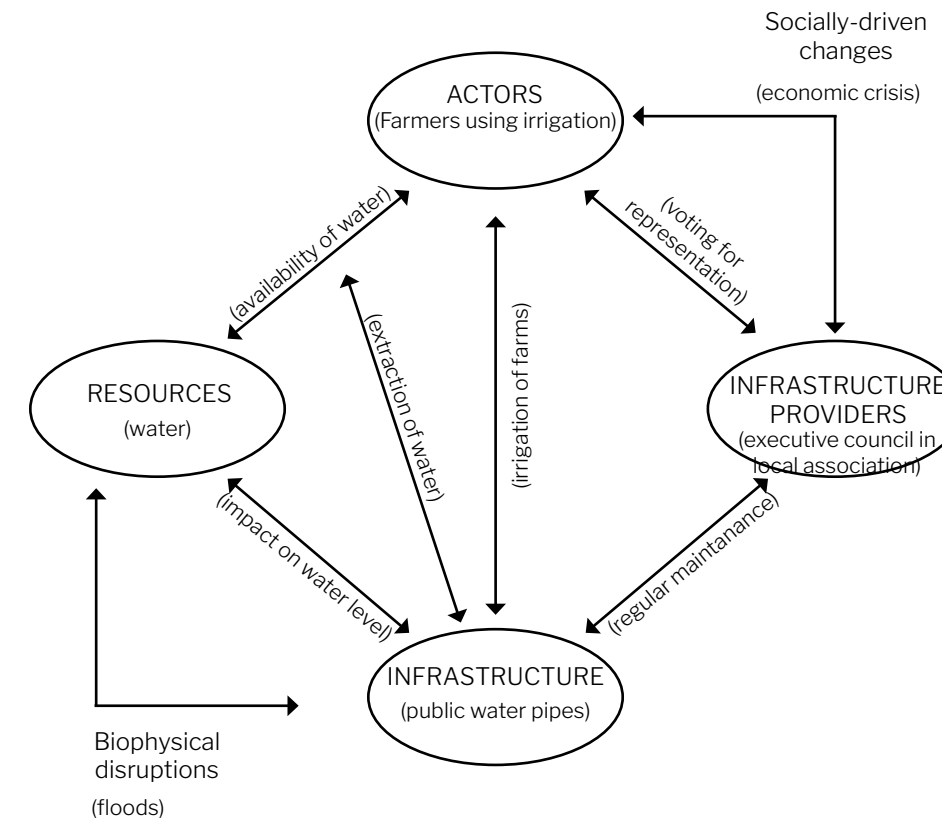 Socially-driven
changes
(economic crisis)
ACTORS
(Farmers using irrigation)
(availability of water)
(voting for
representation)
(extraction of water)
(irrigation of farms)
RESOURCES
(water)
INFRASTRUCTURE
PROVIDERS
(executive council in
local association)
(impact on water level)
(regular maintanance)
INFRASTRUCTURE
(public water pipes)
Biophysical
disruptions
(floods)